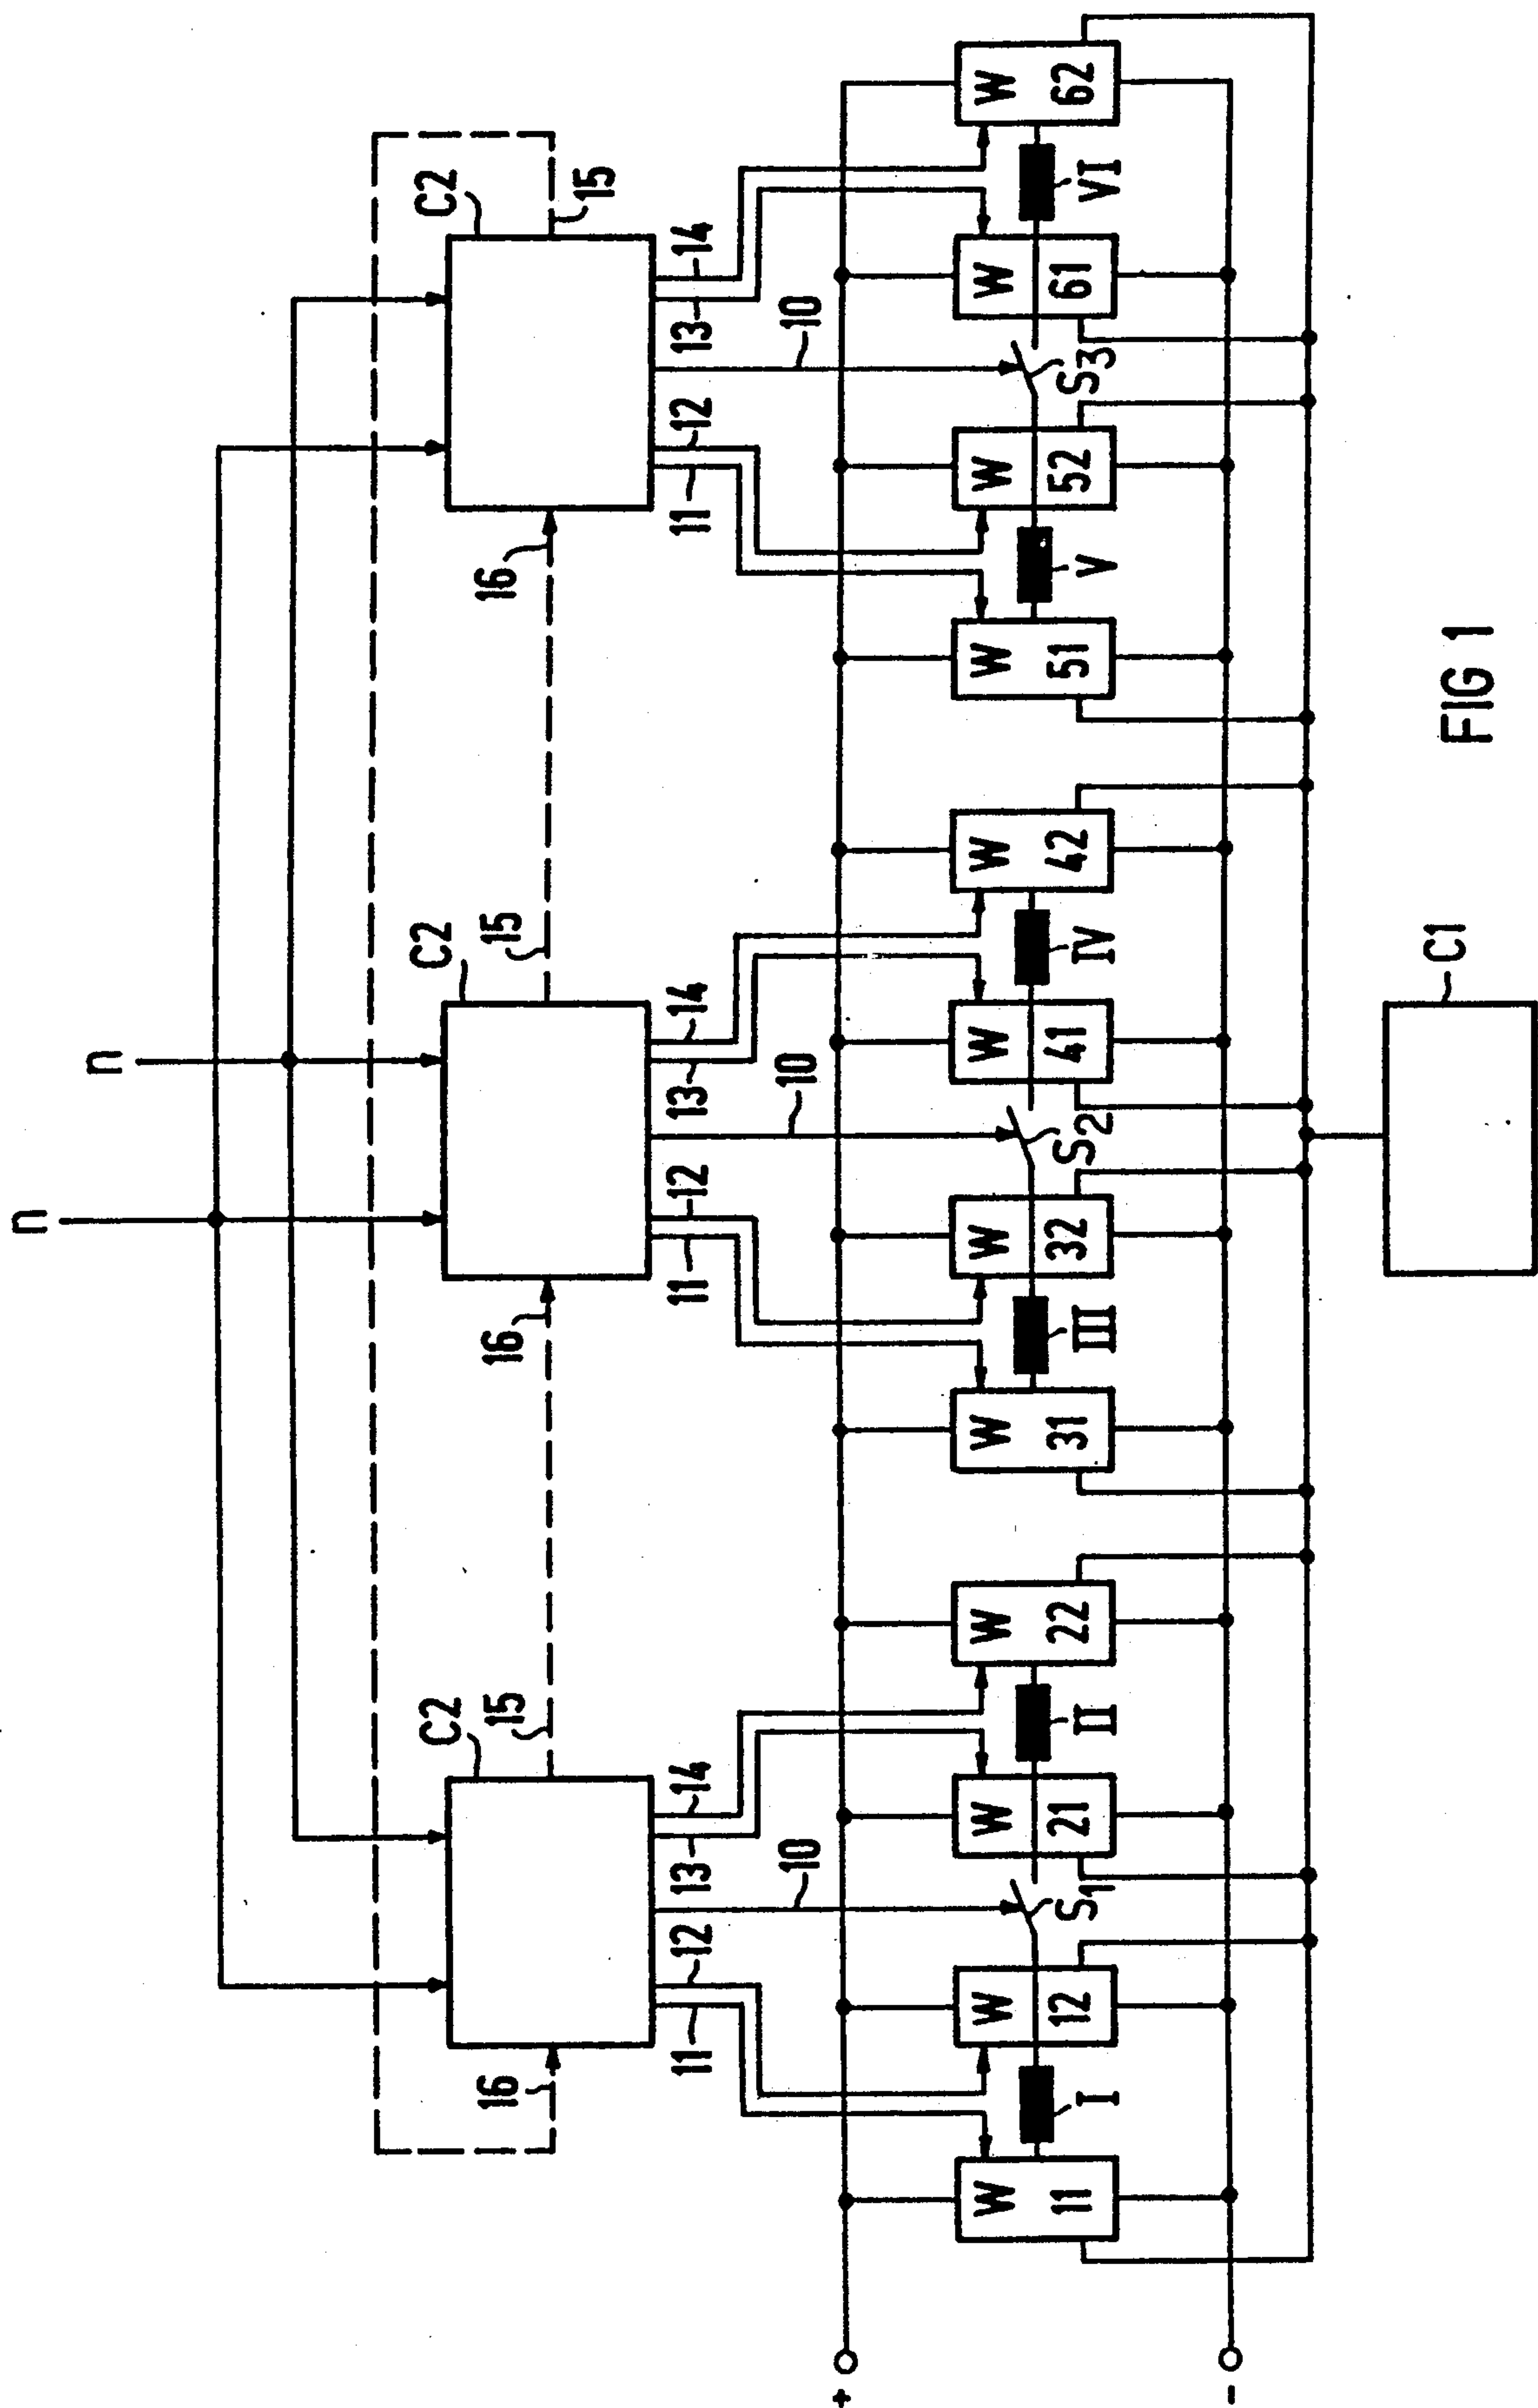 n
n
C2 C2 C2
16 15 16 15 16 15
11 12 13 14 11 12 13 14 11 12 13 14
10 10 10
+
W W W W W W W W W W W W
11 12 21 22 31 32 41 42 51 52 61 62
I S1 II III S2 IV V S3 VI
-
C1
FIG 1